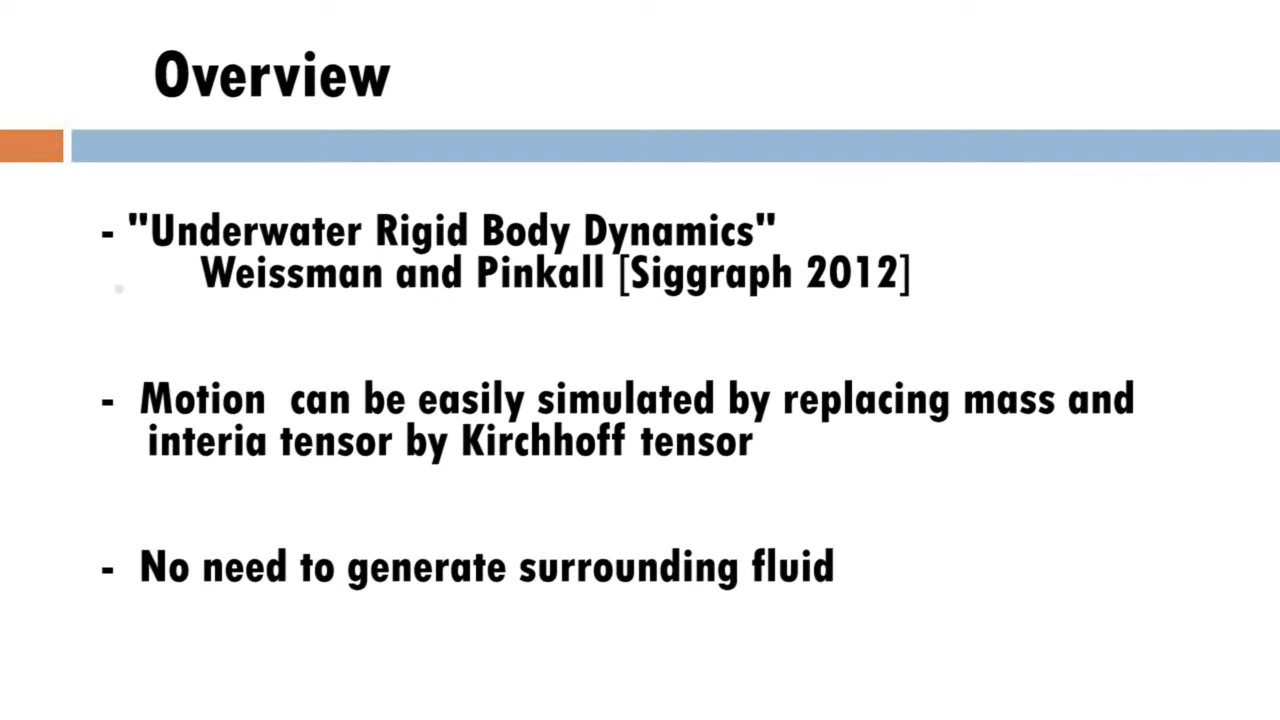 Overview
- "Underwater Rigid Body Dynamics"
Weissman and Pinkall [Siggraph 2012]
- Motion can be easily simulated by replacing mass and
interia tensor by Kirchhoff tensor
- No need to generate surrounding fluid